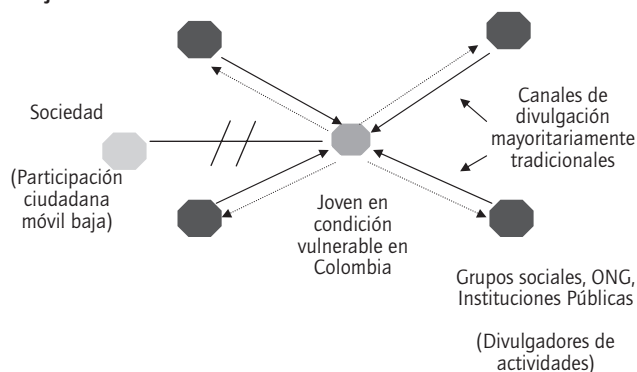 Sociedad
(Participación
ciudadana
móvil baja)
Joven en
condición
vulnerable en
Colombia
Canales de
divulgación
mayoritariamente
tradicionales
Grupos sociales, ONG,
Instituciones Públicas
(Divulgadores de
actividades)